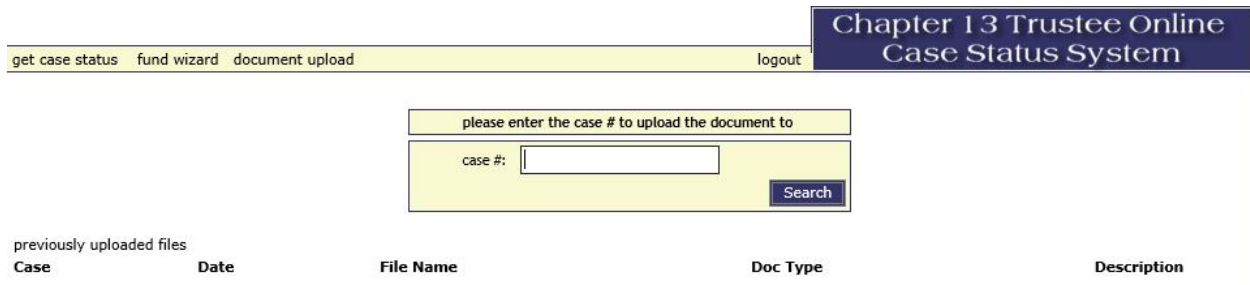 Chapter 13 Trustee Online
Case Status System
get case status fund wizard document upload logout
please enter the case # to upload the document to
case #:
Search
previously uploaded files
Case Date File Name Doc Type Description